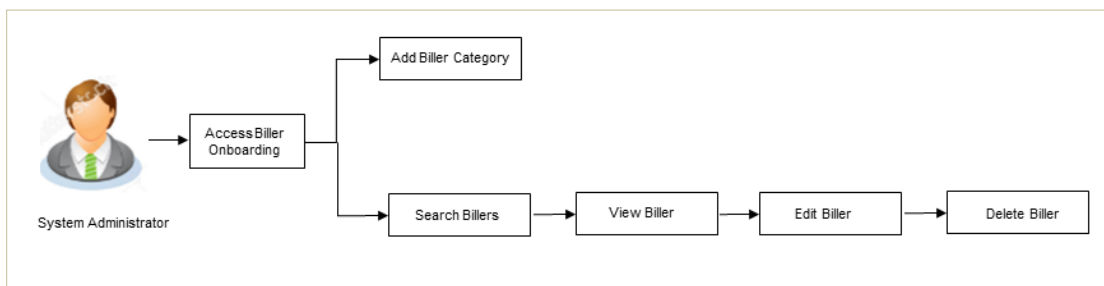 Add Biller Category
Access Biller
Onboarding
System Administrator
Search Billers
View Biller
Edit Biller
Delete Biller